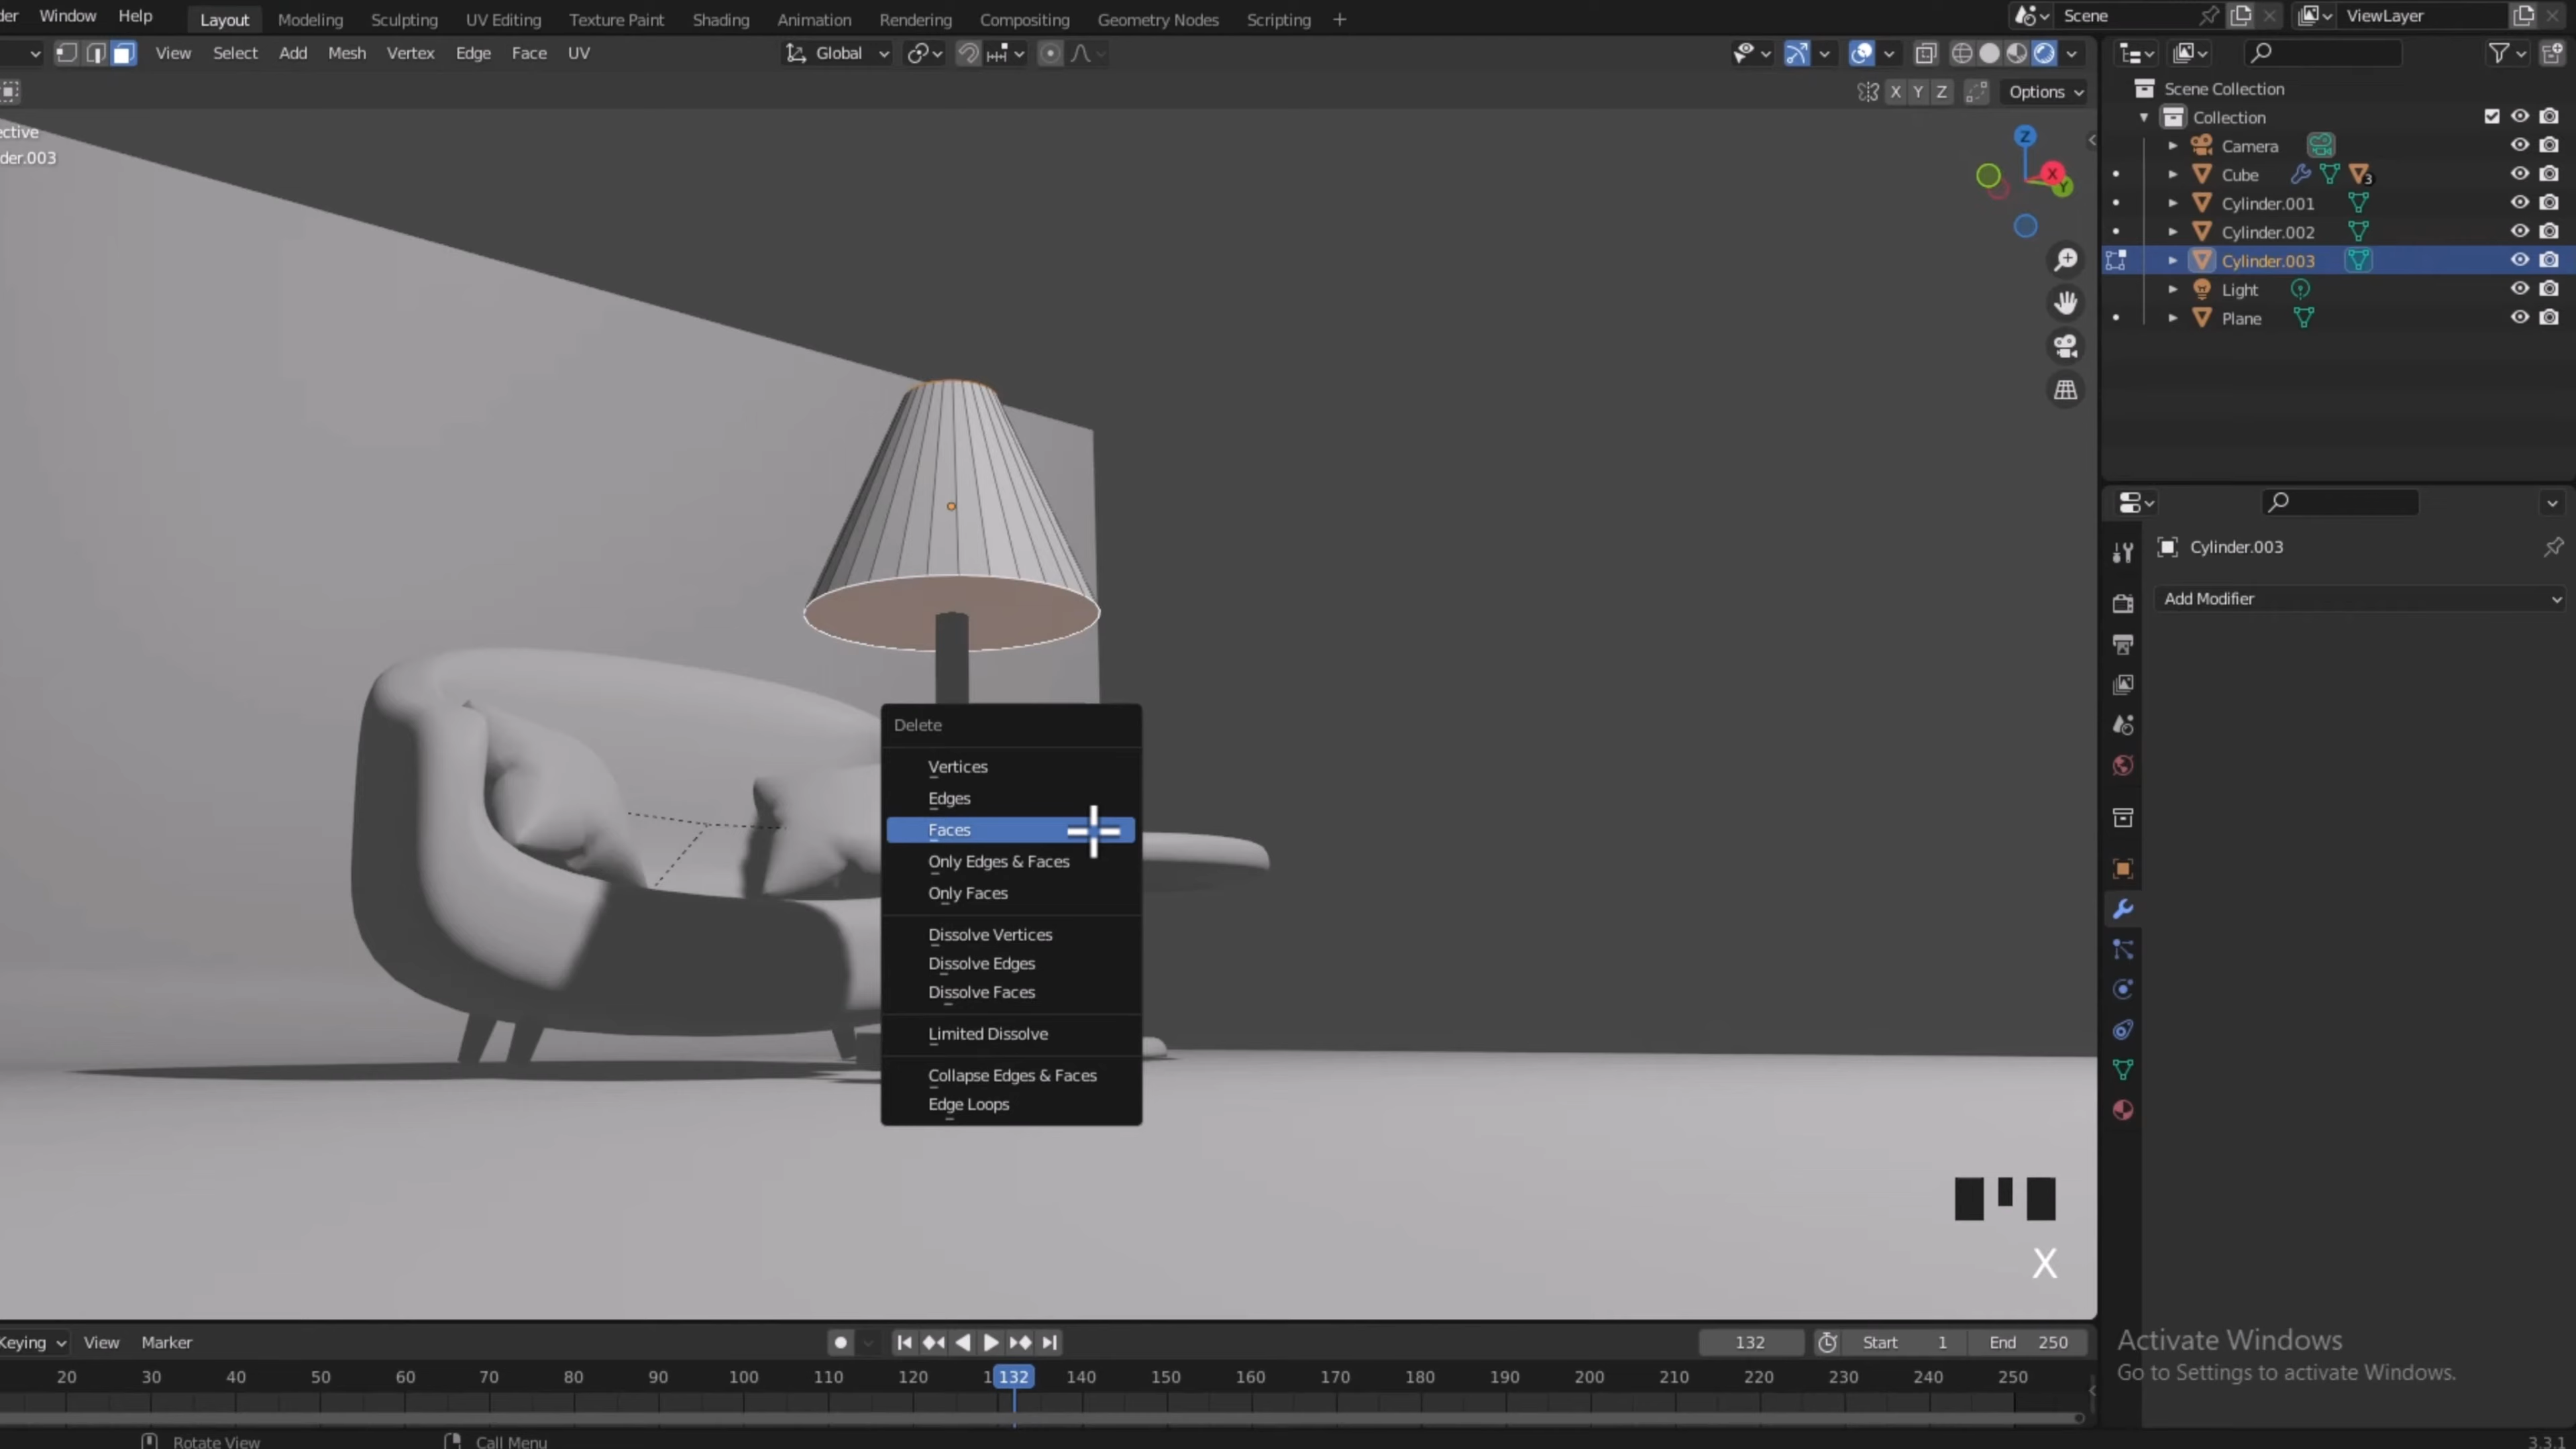 der Window Help Layout Modeling Sculpting UV Editing Texture Paint Shading Animation Rendering Compositing Geometry Nodes Scripting + Scene ViewLayer
View Select Add Mesh Vertex Edge Face UV Global
X Y Z Options
ective
der.003
Z
X
Y
Scene Collection
Collection
Camera
Cube 3
Cylinder.001
Cylinder.002
Cylinder.003
Light
Plane
Cylinder.003
Add Modifier
Delete
Vertices
Edges
Faces
Only Edges & Faces
Only Faces
Dissolve Vertices
Dissolve Edges
Dissolve Faces
Limited Dissolve
Collapse Edges & Faces
Edge Loops
X
Keying View Marker 132 Start 1 End 250
20 30 40 50 60 70 80 90 100 110 120 1 132 140 150 160 170 180 190 200 210 220 230 240 250
Activate Windows
Go to Settings to activate Windows.
Rotate View Call Menu 3.3.1